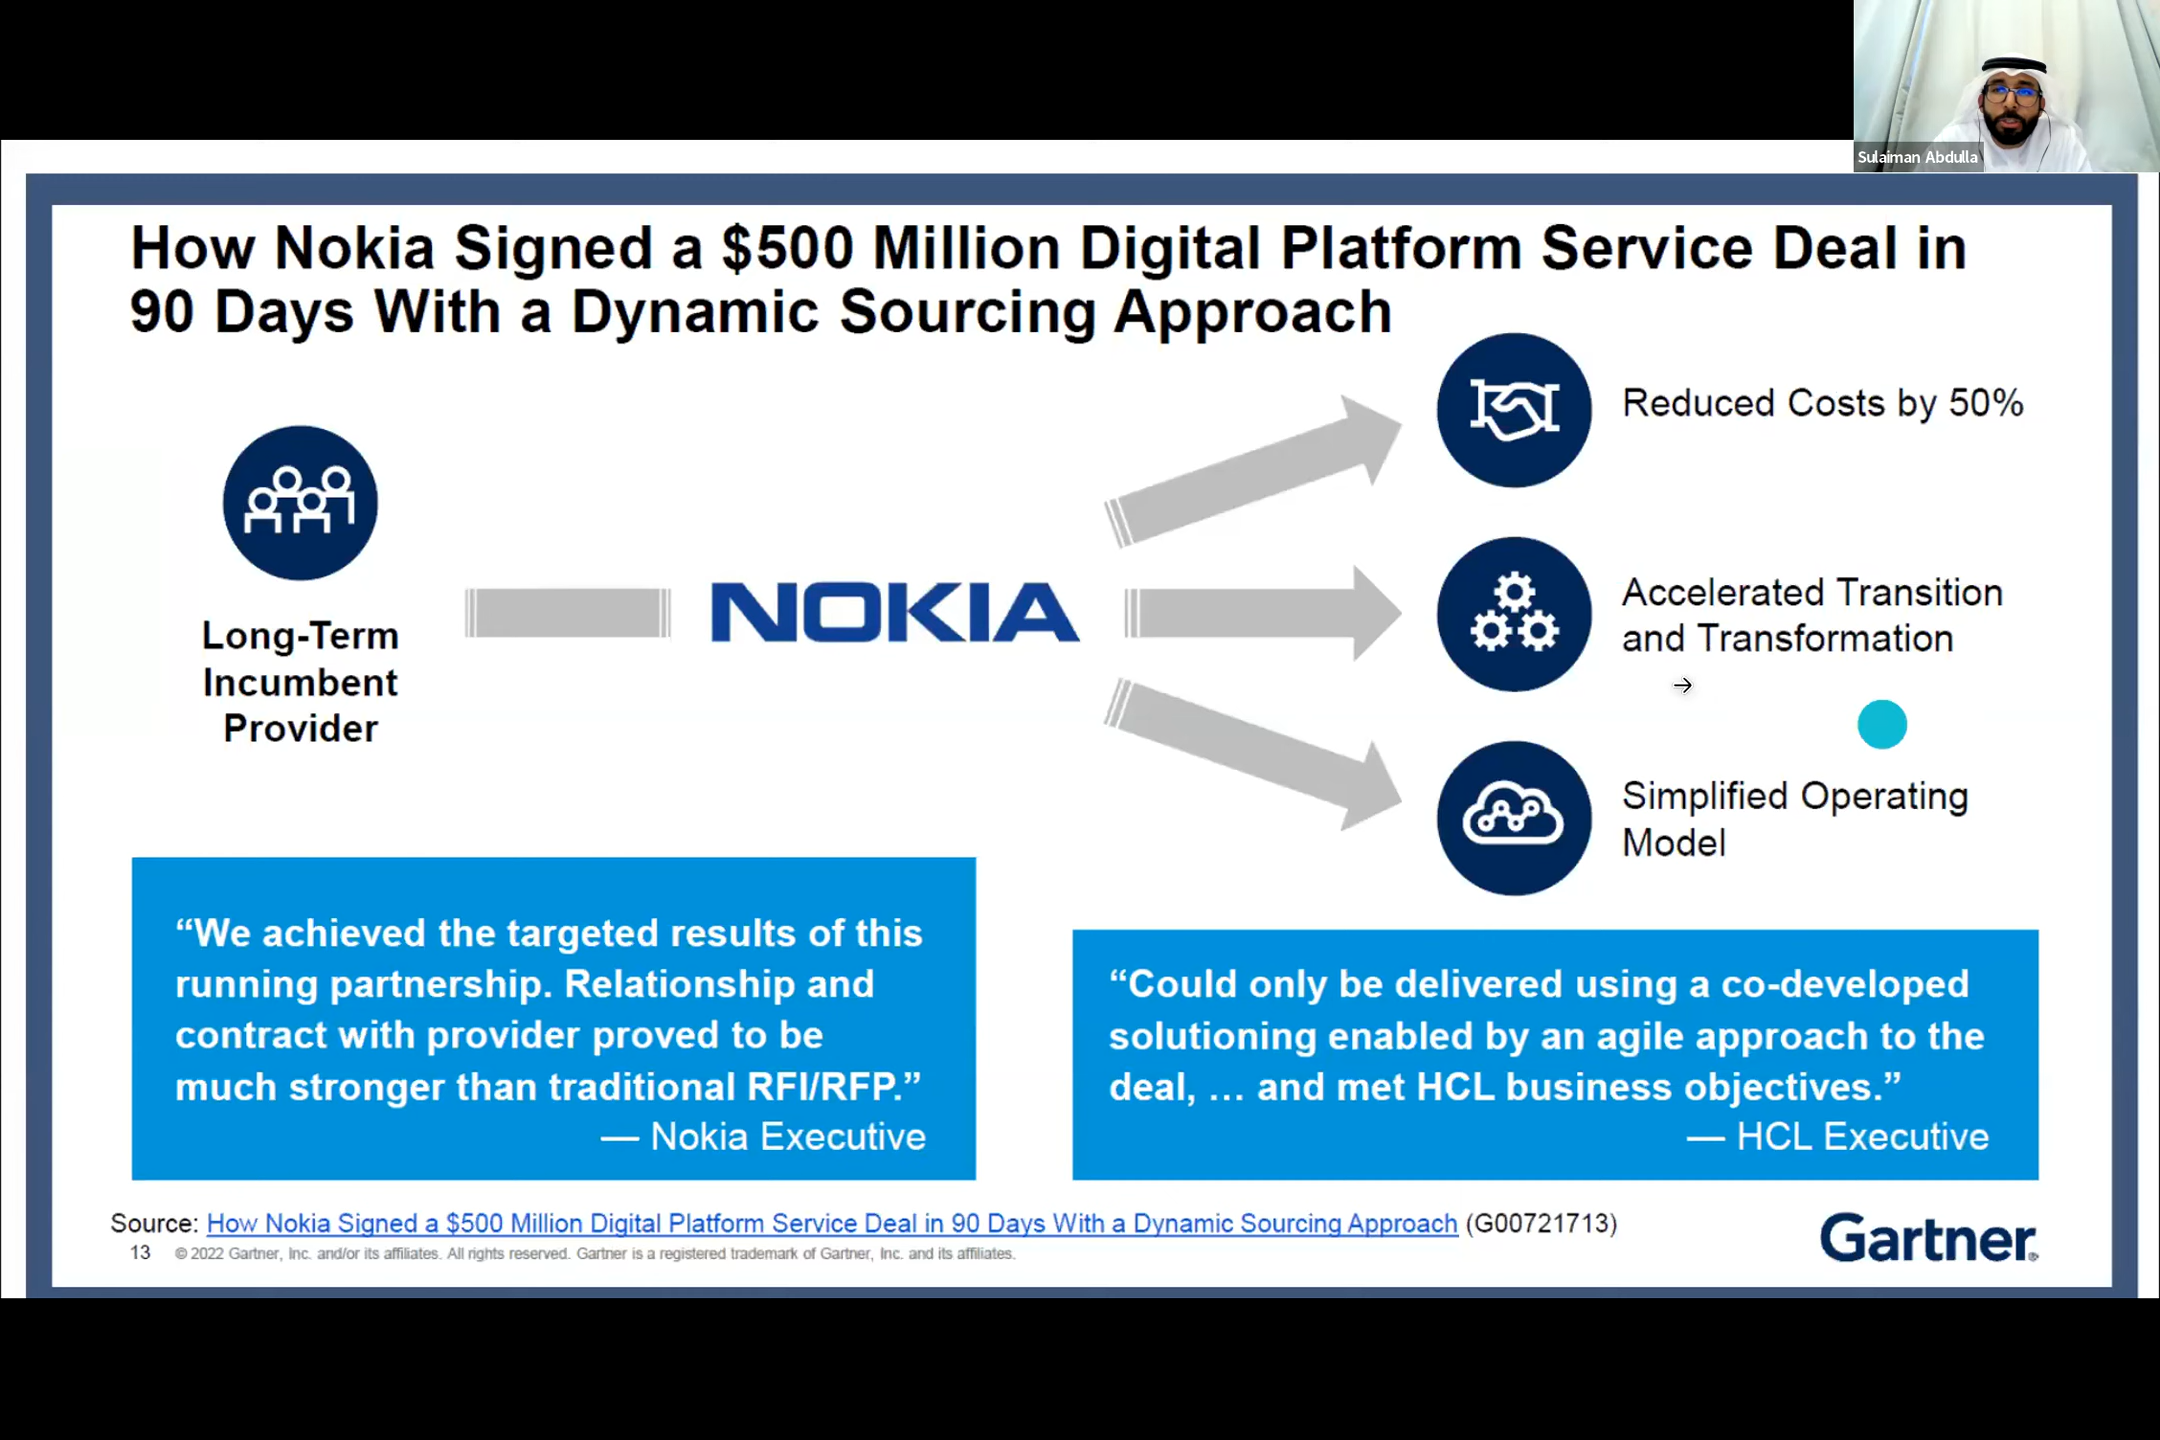 Sulaiman Abdulla
How Nokia Signed a $500 Million Digital Platform Service Deal in
90 Days With a Dynamic Sourcing Approach
Long-Term
Incumbent
Provider
NOKIA
Reduced Costs by 50%
Accelerated Transition
and Transformation
Simplified Operating
Model
“We achieved the targeted results of this
running partnership. Relationship and
contract with provider proved to be
much stronger than traditional RFI/RFP.”
— Nokia Executive
“Could only be delivered using a co-developed
solutioning enabled by an agile approach to the
deal, … and met HCL business objectives.”
— HCL Executive
Source: How Nokia Signed a $500 Million Digital Platform Service Deal in 90 Days With a Dynamic Sourcing Approach (G00721713)
13 © 2022 Gartner, Inc. and/or its affiliates. All rights reserved. Gartner is a registered trademark of Gartner, Inc. and its affiliates.
Gartner®